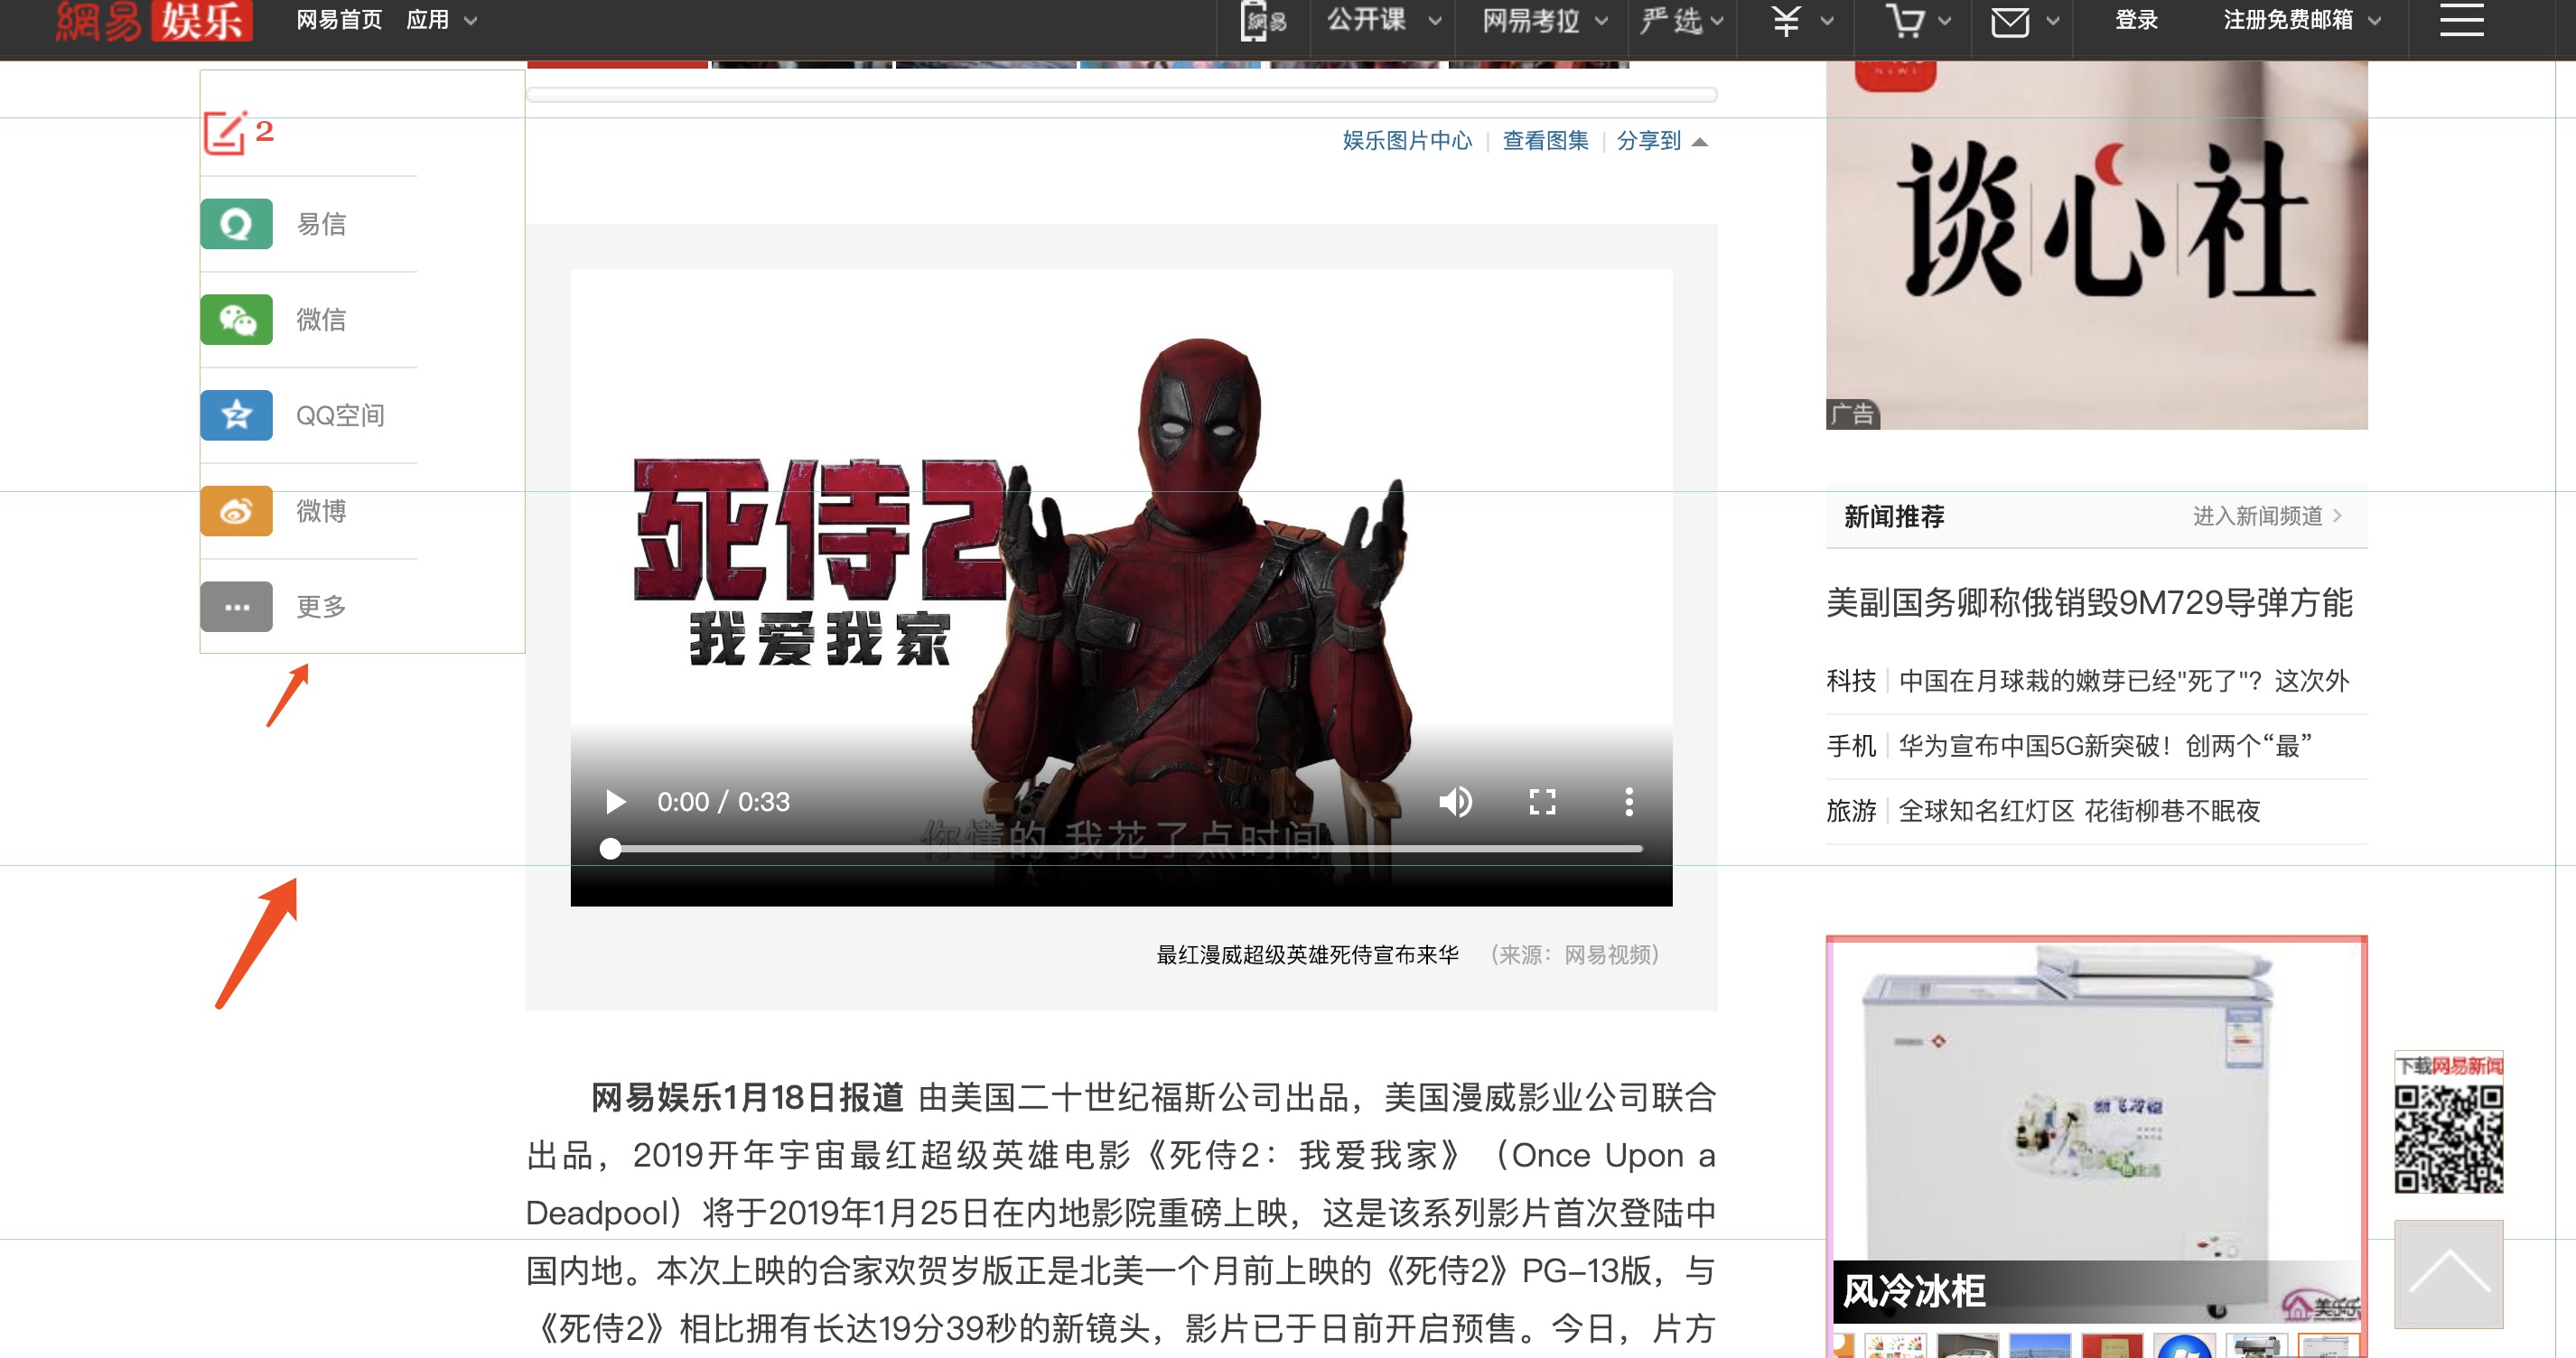 網易 娱乐 网易首页 应用 網易 公开课 网易考拉 严选 ¥ 登录 注册免费邮箱
2
易信
微信
QQ空间
微博
更多
娱乐图片中心 | 查看图集 | 分享到
死侍2
我爱我家
0:00 / 0:33
你懂的 我花了点时间
最红漫威超级英雄死侍宣布来华 （来源：网易视频）
网易娱乐1月18日报道 由美国二十世纪福斯公司出品，美国漫威影业公司联合
出品，2019开年宇宙最红超级英雄电影《死侍2：我爱我家》（Once Upon a
Deadpool）将于2019年1月25日在内地影院重磅上映，这是该系列影片首次登陆中
国内地。本次上映的合家欢贺岁版正是北美一个月前上映的《死侍2》PG-13版，与
《死侍2》相比拥有长达19分39秒的新镜头，影片已于日前开启预售。今日，片方
NEWS
谈心社
广告
新闻推荐 进入新闻频道
美副国务卿称俄销毁9M729导弹方能
科技 | 中国在月球栽的嫩芽已经"死了"？这次外
手机 | 华为宣布中国5G新突破！创两个“最”
旅游 | 全球知名红灯区 花街柳巷不眠夜
风冷冰柜
下载网易新闻